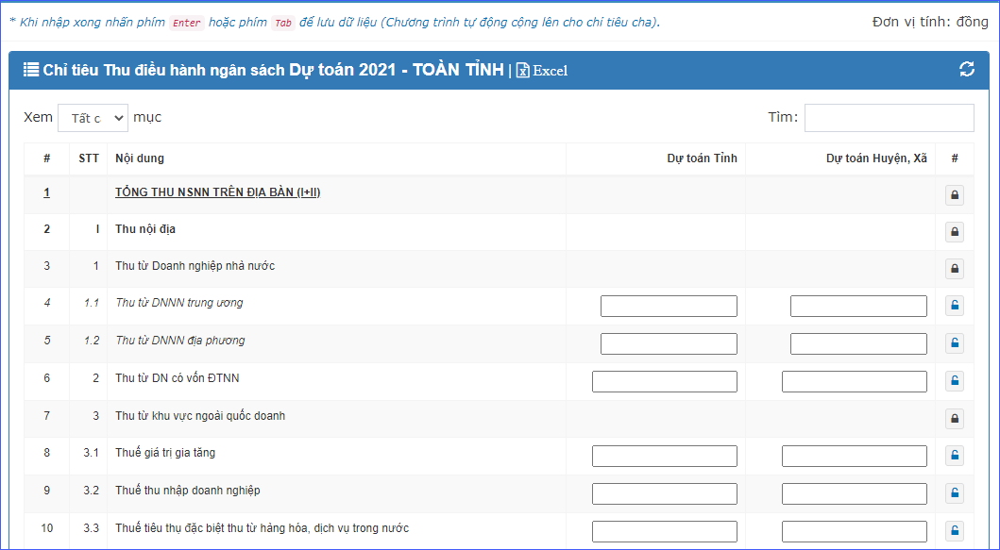 * Khi nhập xong nhấn phím Enter hoặc phím Tab để lưu dữ liệu (Chương trình tự động cộng lên cho chỉ tiêu cha). Đơn vị tính: đồng
Chỉ tiêu Thu điều hành ngân sách Dự toán 2021 - TOÀN TỈNH | Excel
Xem Tất c mục Tìm:
# STT Nội dung Dự toán Tỉnh Dự toán Huyện, Xã #
1 TỔNG THU NSNN TRÊN ĐỊA BÀN (I+II)
2 I Thu nội địa
3 1 Thu từ Doanh nghiệp nhà nước
4 1.1 Thu từ DNNN trung ương
5 1.2 Thu từ DNNN địa phương
6 2 Thu từ DN có vốn ĐTNN
7 3 Thu từ khu vực ngoài quốc doanh
8 3.1 Thuế giá trị gia tăng
9 3.2 Thuế thu nhập doanh nghiệp
10 3.3 Thuế tiêu thụ đặc biệt thu từ hàng hóa, dịch vụ trong nước